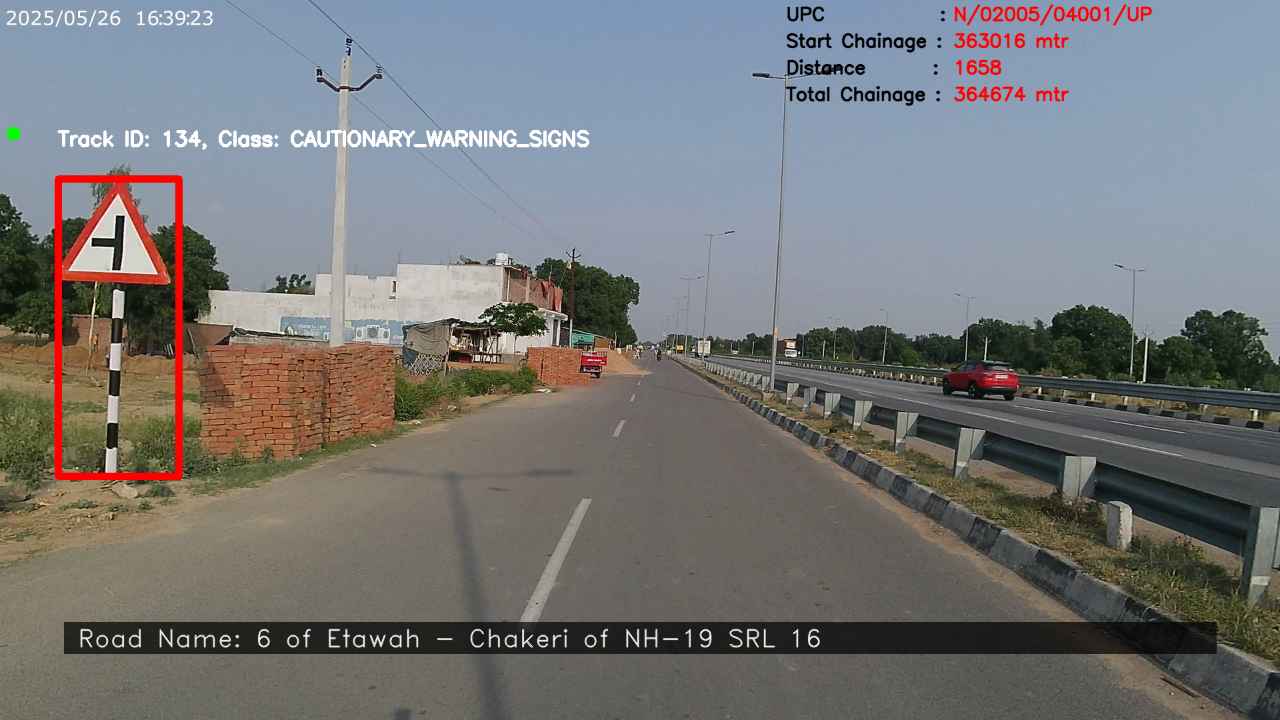 2025/05/26 16:39:23
UPC : N/02005/04001/UP
Start Chainage : 363016 mtr
Distance : 1658
Total Chainage : 364674 mtr
Track ID: 134, Class: CAUTIONARY_WARNING_SIGNS
Road Name: 6 of Etawah - Chakeri of NH-19 SRL 16